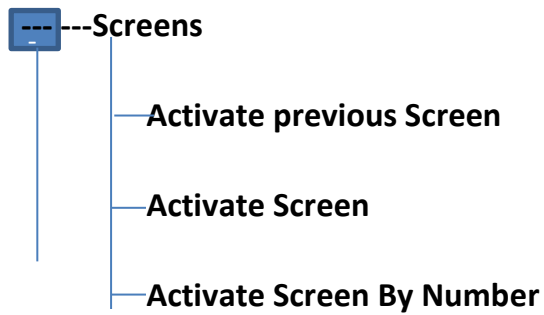 --- ---Screens
Activate previous Screen
Activate Screen
Activate Screen By Number